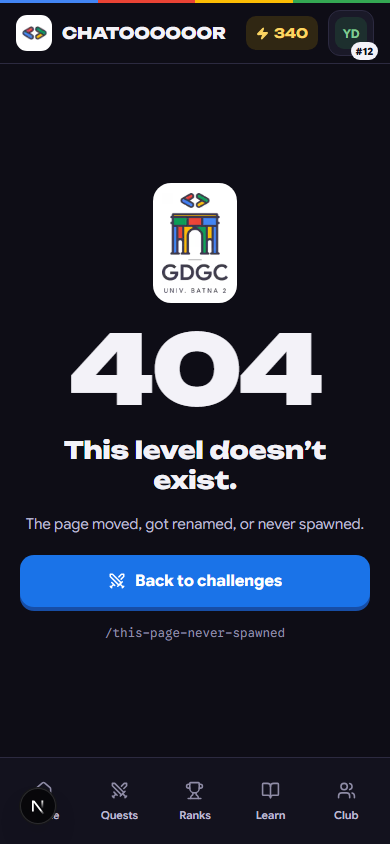 CHATOOOOOOR
340
YD
#12
GDGC
UNIV. BATNA 2
404
This level doesn't
exist.
The page moved, got renamed, or never spawned.
Back to challenges
/this-page-never-spawned
N
Quests
Ranks
Learn
Club